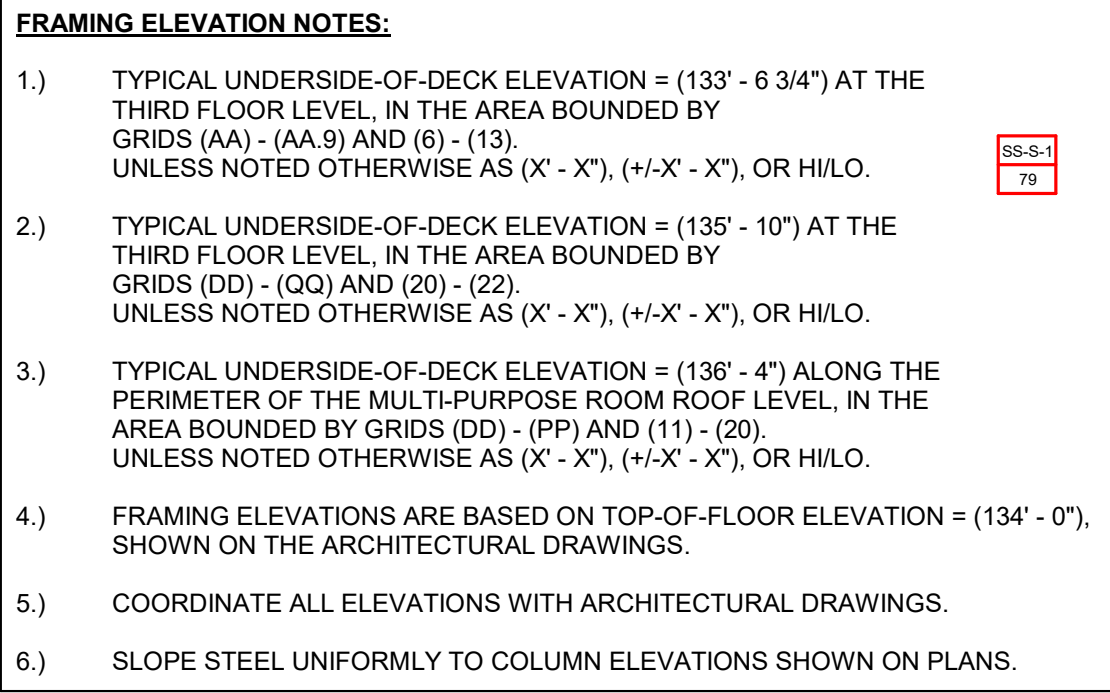 FRAMING ELEVATION NOTES:
1.) TYPICAL UNDERSIDE-OF-DECK ELEVATION = (133' - 6 3/4") AT THE
THIRD FLOOR LEVEL, IN THE AREA BOUNDED BY
GRIDS (AA) - (AA.9) AND (6) - (13).
UNLESS NOTED OTHERWISE AS (X' - X"), (+/-X' - X"), OR HI/LO.
SS-S-1
79
2.) TYPICAL UNDERSIDE-OF-DECK ELEVATION = (135' - 10") AT THE
THIRD FLOOR LEVEL, IN THE AREA BOUNDED BY
GRIDS (DD) - (QQ) AND (20) - (22).
UNLESS NOTED OTHERWISE AS (X' - X"), (+/-X' - X"), OR HI/LO.
3.) TYPICAL UNDERSIDE-OF-DECK ELEVATION = (136' - 4") ALONG THE
PERIMETER OF THE MULTI-PURPOSE ROOM ROOF LEVEL, IN THE
AREA BOUNDED BY GRIDS (DD) - (PP) AND (11) - (20).
UNLESS NOTED OTHERWISE AS (X' - X"), (+/-X' - X"), OR HI/LO.
4.) FRAMING ELEVATIONS ARE BASED ON TOP-OF-FLOOR ELEVATION = (134' - 0"),
SHOWN ON THE ARCHITECTURAL DRAWINGS.
5.) COORDINATE ALL ELEVATIONS WITH ARCHITECTURAL DRAWINGS.
6.) SLOPE STEEL UNIFORMLY TO COLUMN ELEVATIONS SHOWN ON PLANS.